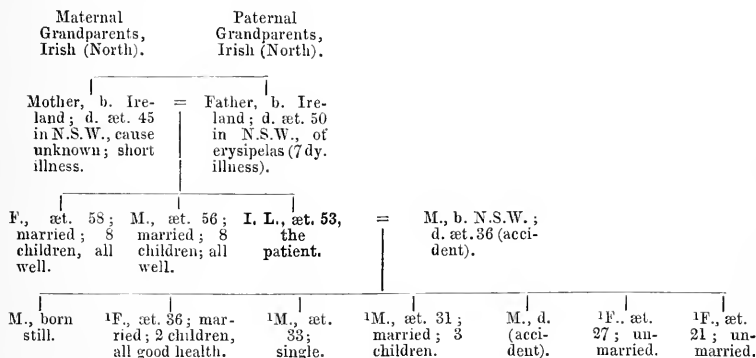 Maternal
Grandparents,
Irish (North).
Paternal
Grandparents,
Irish (North).
Mother, b. Ire-
land; d. æt. 45
in N.S.W., cause
unknown; short
illness.
=
Father, b. Ire-
land; d. æt. 50
in N.S.W., of
erysipelas (7 dy.
illness).
F., æt. 58;
married; 8
children, all
well.
M., æt. 56;
married; 8
children; all
well.
I. L., æt. 53,
the
patient.
=
M., b. N.S.W.;
d. æt. 36 (acci-
dent).
M., born
still.
¹F., æt. 36; mar-
ried; 2 children,
all good health.
¹M., æt.
33;
single.
¹M., æt. 31;
married; 3
children.
M., d.
(acci-
dent).
¹F., æt.
27; un-
married.
¹F., æt.
21; un-
married.